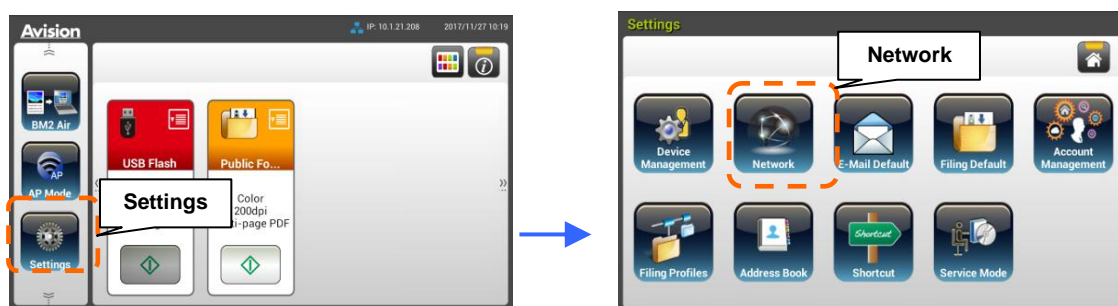 Avision
IP: 10.1.21.208 2017/11/27 10:19
BM2 Air
AP
AP Mode
Settings
USB Flash
Public Fo...
Color
200dpi
ti-page PDF
Settings
Settings
Network
Device
Management
Network
E-Mail Default
Filing Default
Account
Management
Filing Profiles
Address Book
Shortcut
Shortcut
Service Mode